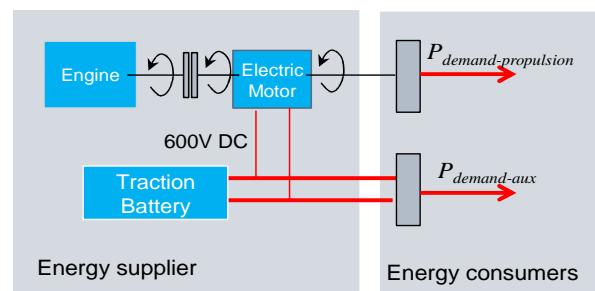 Engine
Electric
Motor
P demand-propulsion
600V DC
Traction
Battery
P demand-aux
Energy supplier
Energy consumers